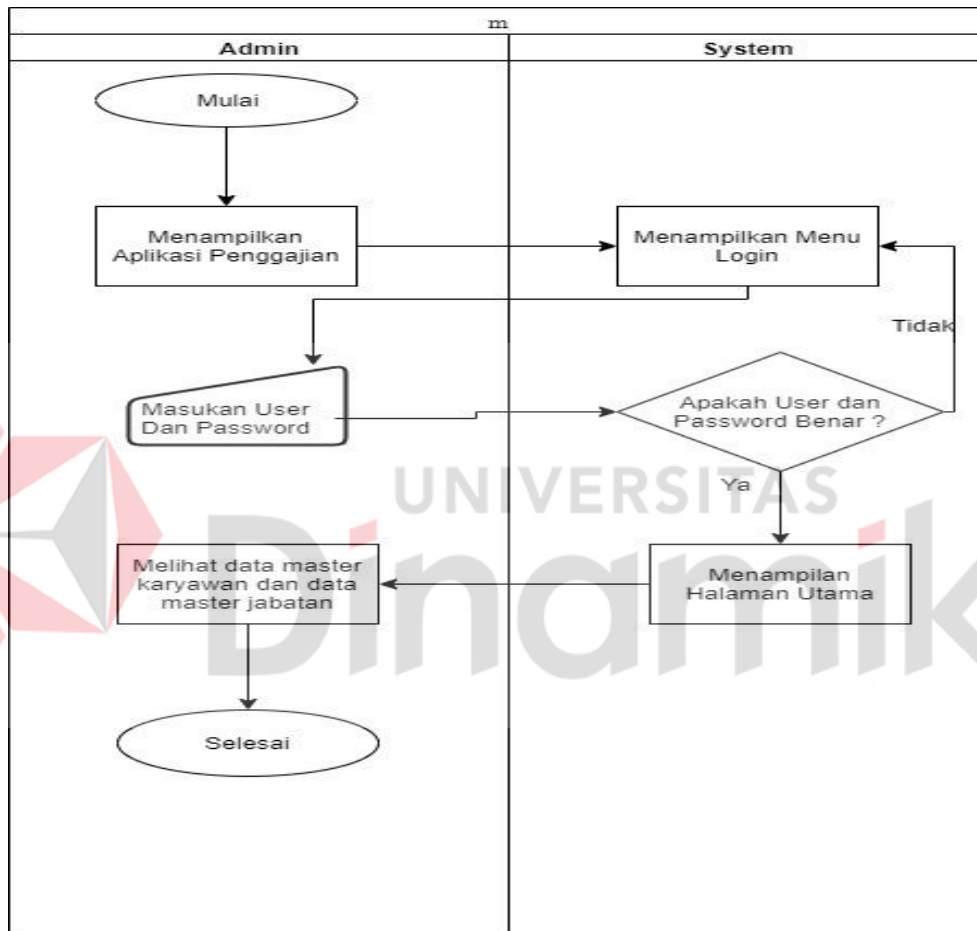 m
Admin
System
Mulai
Menampilkan
Aplikasi Penggajian
Menampilkan Menu
Login
Tidak
Masukan User
Dan Password
Apakah User dan
Password Benar ?
Ya
UNIVERSITAS
Dinamika
Melihat data master
karyawan dan data
master jabatan
Menampilan
Halaman Utama
Selesai